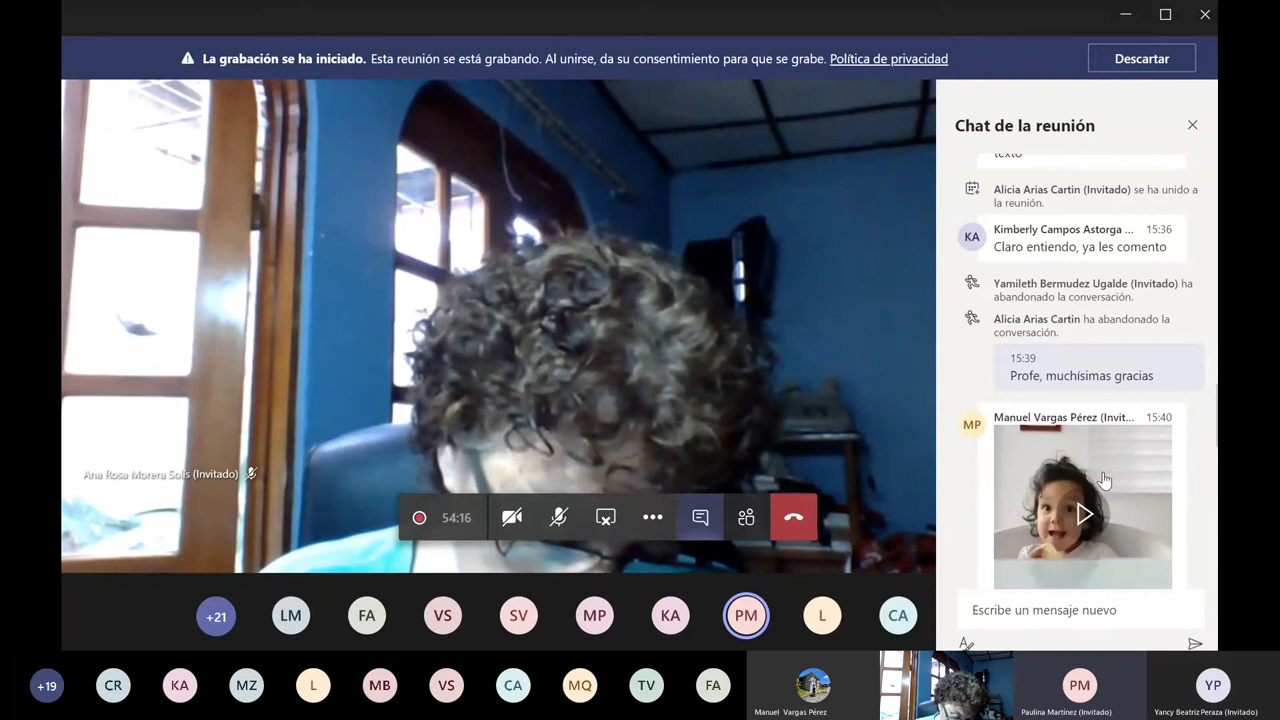 La grabación se ha iniciado. Esta reunión se está grabando. Al unirse, da su consentimiento para que se grabe. Política de privacidad
Descartar
Chat de la reunión
texto
Alicia Arias Cartin (Invitado) se ha unido a
la reunión.
KA
Kimberly Campos Astorga ... 15:36
Claro entiendo, ya les comento
Yamileth Bermudez Ugalde (Invitado) ha
abandonado la conversación.
Alicia Arias Cartin ha abandonado la
conversación.
15:39
Profe, muchísimas gracias
MP
Manuel Vargas Pérez (Invit... 15:40
Ana Rosa Morera Solis (Invitado)
54:16
Escribe un mensaje nuevo
+21 LM FA VS SV MP KA PM L CA
+19 CR KA MZ L MB VS CA MQ TV FA PM YP
Manuel Vargas Pérez
Paulina Martínez (Invitado)
Yancy Beatriz Peraza (Invitado)